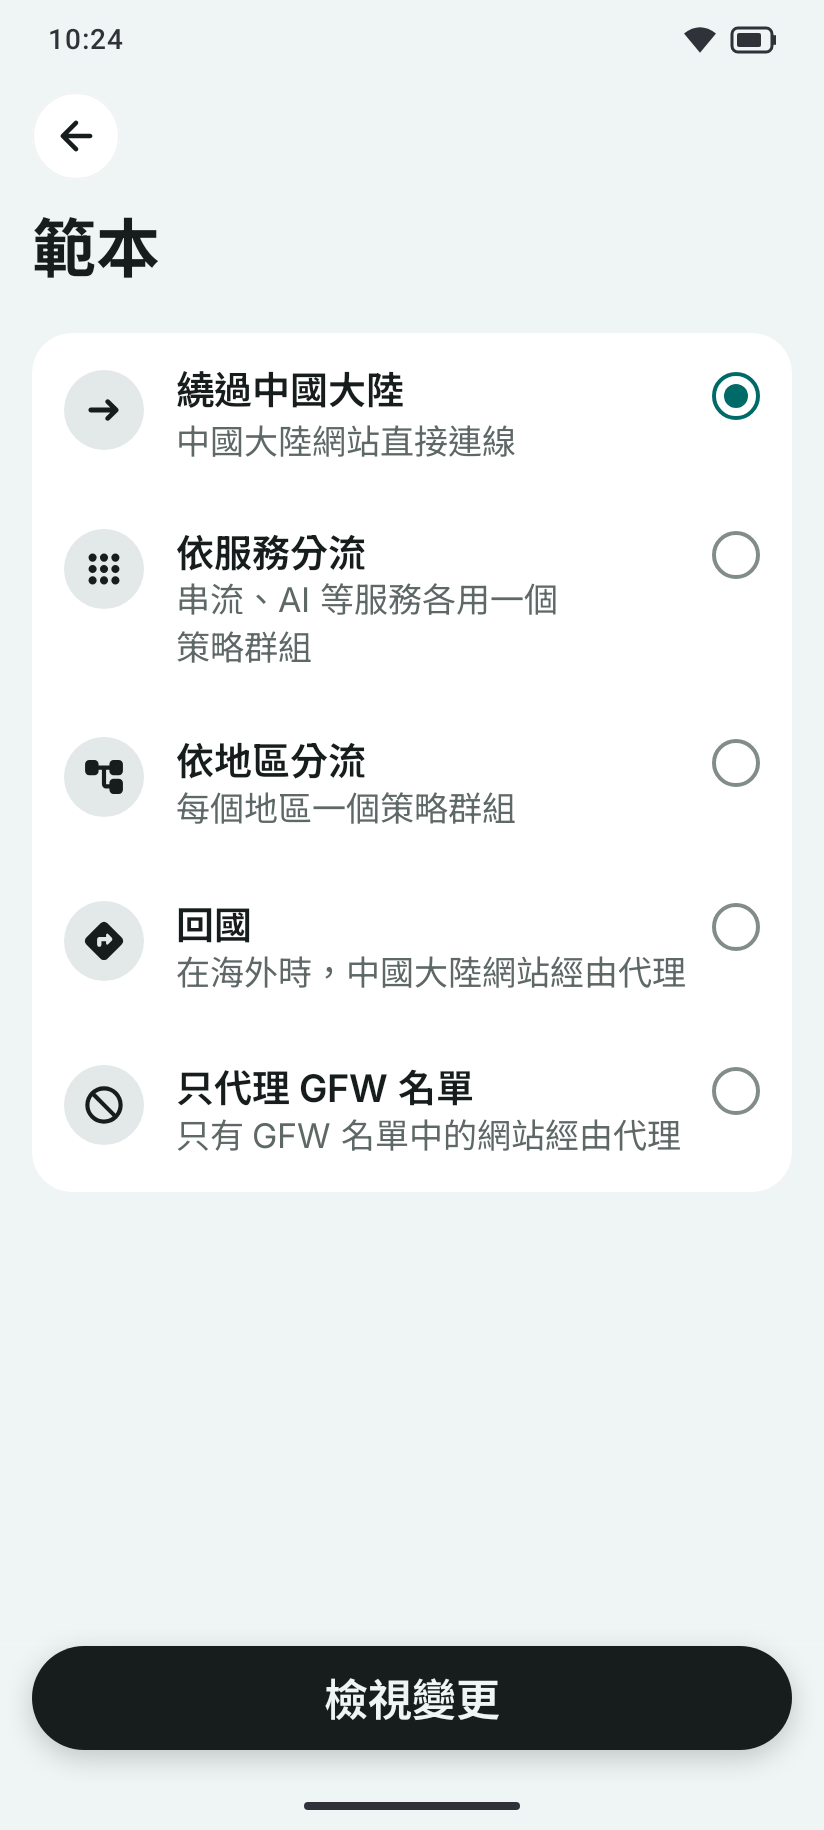 10:24
範本
繞過中國大陸
中國大陸網站直接連線
依服務分流
串流、AI 等服務各用一個
策略群組
依地區分流
每個地區一個策略群組
回國
在海外時，中國大陸網站經由代理
只代理 GFW 名單
只有 GFW 名單中的網站經由代理
檢視變更